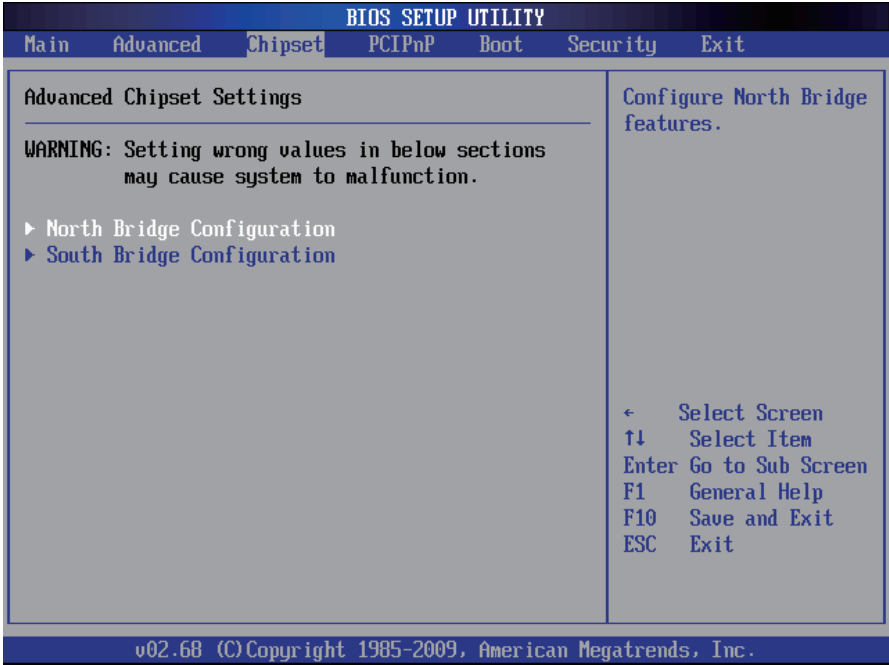 BIOS SETUP UTILITY
Main Advanced Chipset PCIPnP Boot Security Exit
Advanced Chipset Settings
WARNING: Setting wrong values in below sections
may cause system to malfunction.
▶ North Bridge Configuration
▶ South Bridge Configuration
Configure North Bridge
features.
← Select Screen
↑↓ Select Item
Enter Go to Sub Screen
F1 General Help
F10 Save and Exit
ESC Exit
v02.68 (C)Copyright 1985-2009, American Megatrends, Inc.